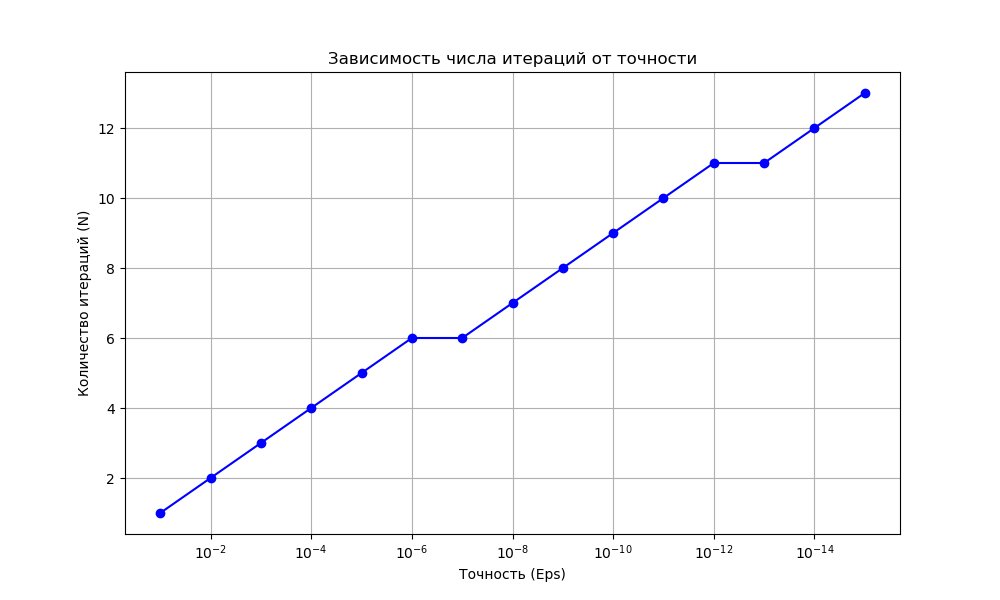 Зависимость числа итераций от точности
Количество итераций (N)
12
10
8
6
4
2
10⁻² 10⁻⁴ 10⁻⁶ 10⁻⁸ 10⁻¹⁰ 10⁻¹² 10⁻¹⁴
Точность (Eps)